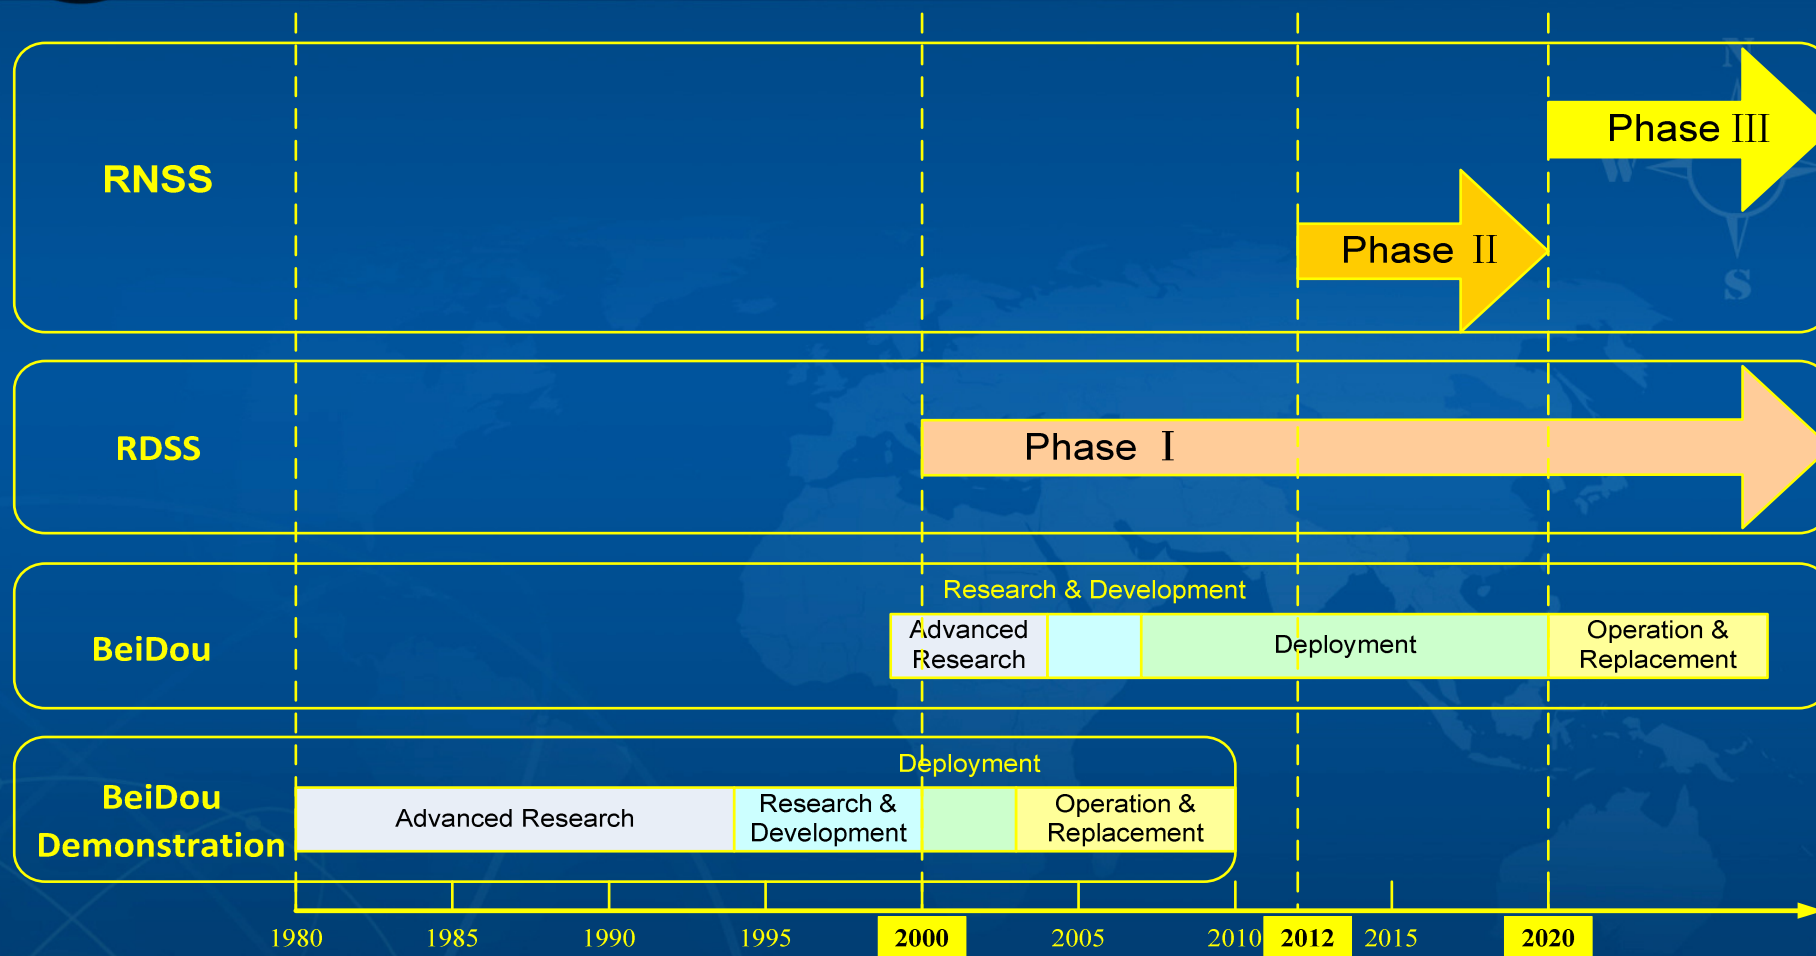 N
Phase III
RNSS
W
Phase II
S
RDSS
Phase I
Research & Development
BeiDou
Advanced
Research
Deployment
Operation &
Replacement
Deployment
BeiDou
Demonstration
Advanced Research
Research &
Development
Operation &
Replacement
1980 1985 1990 1995 2000 2005 2010 2012 2015 2020